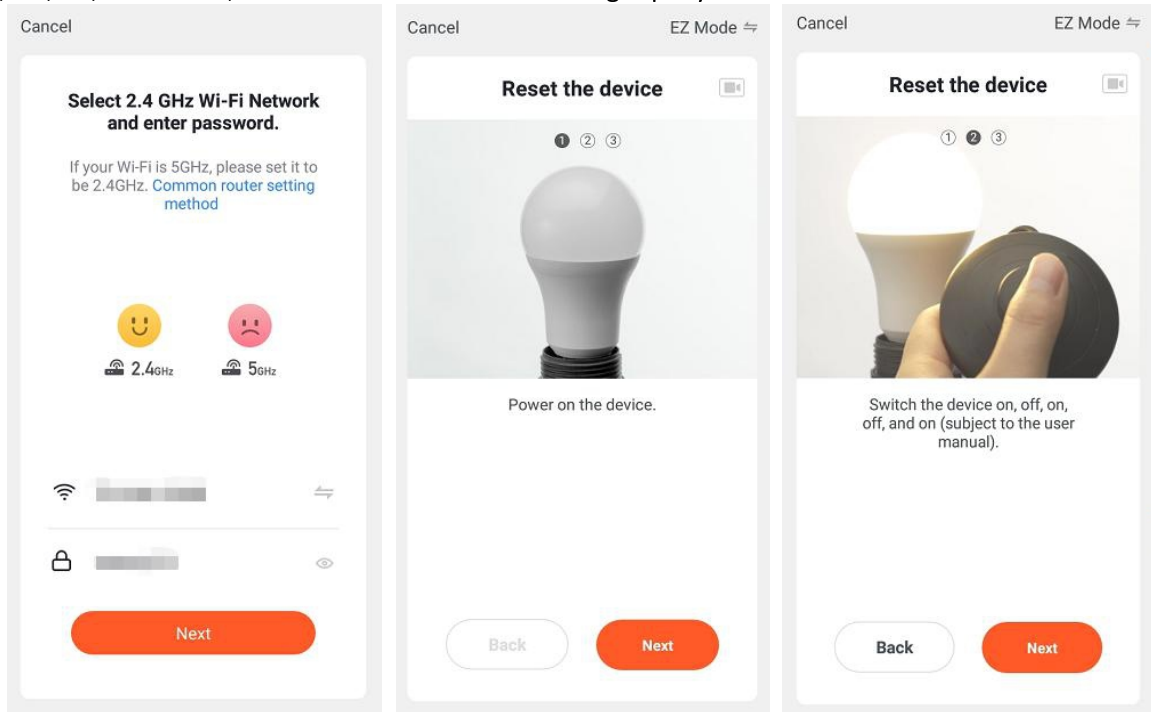 Cancel
Select 2.4 GHz Wi-Fi Network
and enter password.
If your Wi-Fi is 5GHz, please set it to
be 2.4GHz. Common router setting
method
2.4GHz
5GHz
Next
Cancel
EZ Mode
Reset the device
1 2 3
Power on the device.
Back
Next
Cancel
EZ Mode
Reset the device
1 2 3
Switch the device on, off, on,
off, and on (subject to the user
manual).
Back
Next